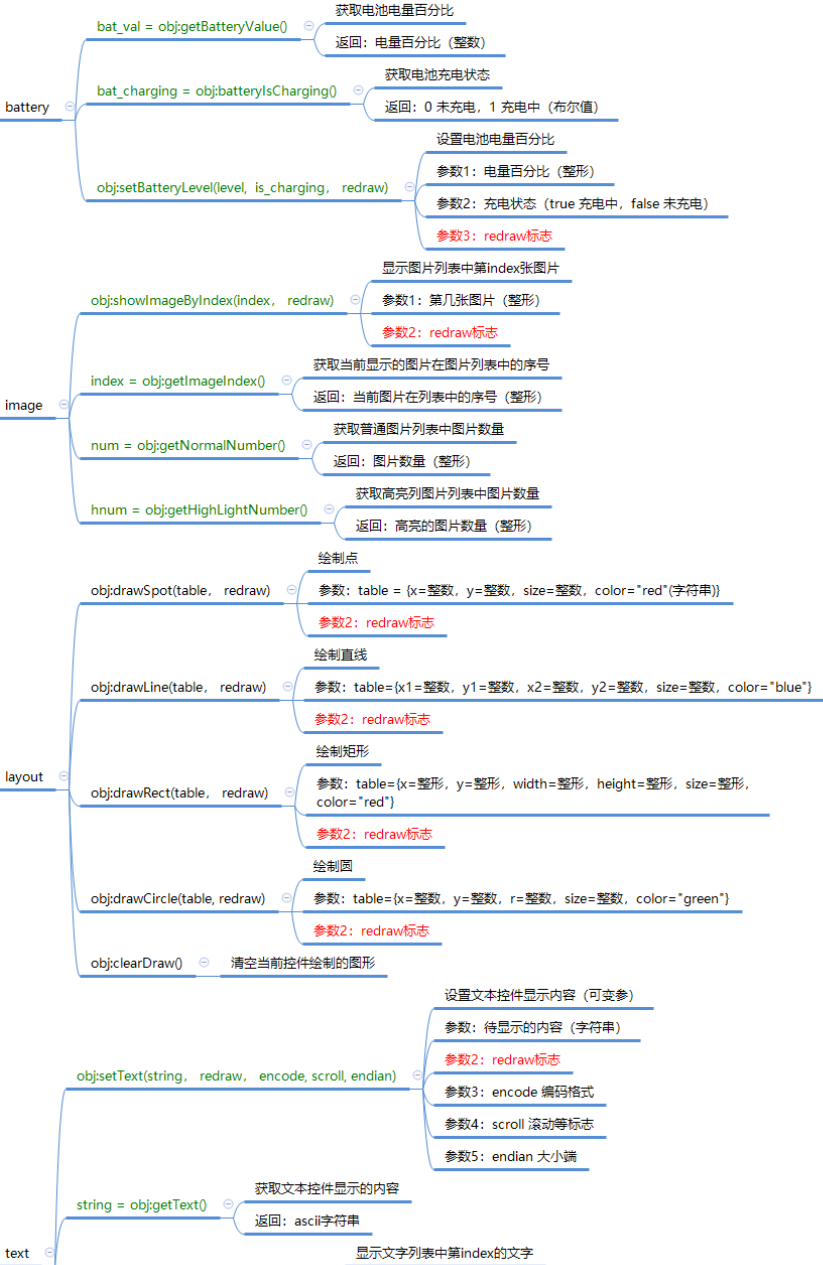 battery
bat_val = obj:getBatteryValue()
获取电池电量百分比
返回：电量百分比（整数）
bat_charging = obj:batteryIsCharging()
获取电池充电状态
返回：0 未充电，1 充电中（布尔值）
obj:setBatteryLevel(level, is_charging， redraw)
设置电池电量百分比
参数1：电量百分比（整形）
参数2：充电状态（true 充电中，false 未充电）
参数3：redraw标志
image
obj:showImageByIndex(index， redraw)
显示图片列表中第index张图片
参数1：第几张图片（整形）
参数2：redraw标志
index = obj:getImageIndex()
获取当前显示的图片在图片列表中的序号
返回：当前图片在列表中的序号（整形）
num = obj:getNormalNumber()
获取普通图片列表中图片数量
返回：图片数量（整形）
hnum = obj:getHighLightNumber()
获取高亮列图片列表中图片数量
返回：高亮的图片数量（整形）
layout
obj:drawSpot(table， redraw)
绘制点
参数：table = {x=整数，y=整数，size=整数，color="red"(字符串)}
参数2：redraw标志
obj:drawLine(table， redraw)
绘制直线
参数：table={x1=整数，y1=整数，x2=整数，y2=整数，size=整数，color="blue"}
参数2：redraw标志
obj:drawRect(table， redraw)
绘制矩形
参数：table={x=整形，y=整形，width=整形，height=整形，size=整形，
color="red"}
参数2：redraw标志
obj:drawCircle(table, redraw)
绘制圆
参数：table={x=整数，y=整数，r=整数，size=整数，color="green"}
参数2：redraw标志
obj:clearDraw()
清空当前控件绘制的图形
text
obj:setText(string， redraw， encode, scroll, endian)
设置文本控件显示内容（可变参）
参数：待显示的内容（字符串）
参数2：redraw标志
参数3：encode 编码格式
参数4：scroll 滚动等标志
参数5：endian 大小端
string = obj:getText()
获取文本控件显示的内容
返回：ascii字符串
显示文字列表中第index的文字